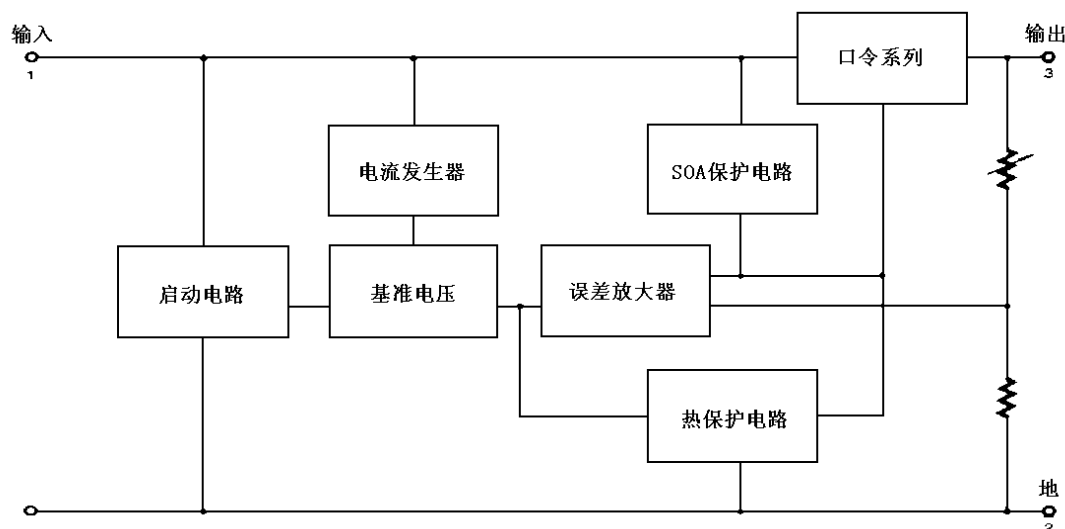 输入
1
口令系列
输出
3
电流发生器
SOA保护电路
启动电路
基准电压
误差放大器
热保护电路
地
2